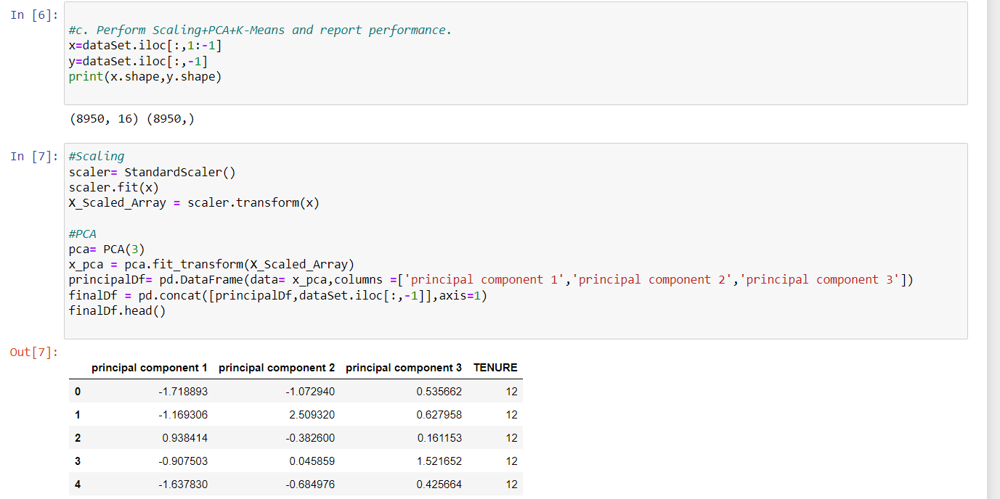 In [6]:
#c. Perform Scaling+PCA+K-Means and report performance.
x=dataSet.iloc[:,1:-1]
y=dataSet.iloc[:,-1]
print(x.shape,y.shape)
(8950, 16) (8950,)
In [7]: #Scaling
scaler= StandardScaler()
scaler.fit(x)
X_Scaled_Array = scaler.transform(x)
#PCA
pca= PCA(3)
x_pca = pca.fit_transform(X_Scaled_Array)
principalDf= pd.DataFrame(data= x_pca,columns =['principal component 1','principal component 2','principal component 3'])
finalDf = pd.concat([principalDf,dataSet.iloc[:,-1]],axis=1)
finalDf.head()
Out[7]:
principal component 1 principal component 2 principal component 3 TENURE
0 -1.718893 -1.072940 0.535662 12
1 -1.169306 2.509320 0.627958 12
2 0.938414 -0.382600 0.161153 12
3 -0.907503 0.045859 1.521652 12
4 -1.637830 -0.684976 0.425664 12